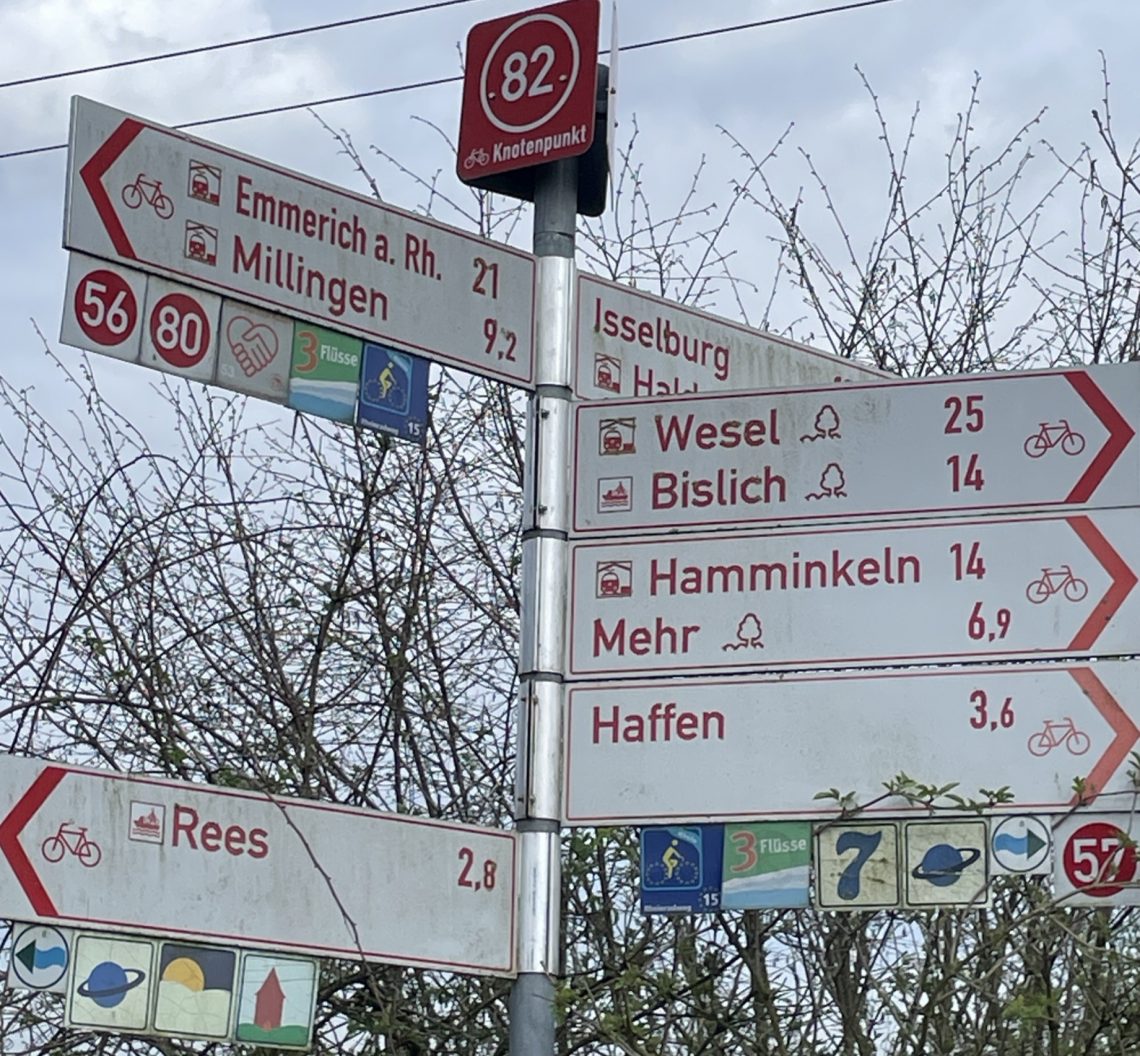 82
Knotenpunkt
Emmerich a. Rh. 21
Millingen 9,2
56 80 53 3 Flüsse 15
Isselburg
Wesel 25
Bislich 14
Hamminkeln 14
Mehr 6,9
Haffen 3,6
15 3 Flüsse 7
Rees 2,8